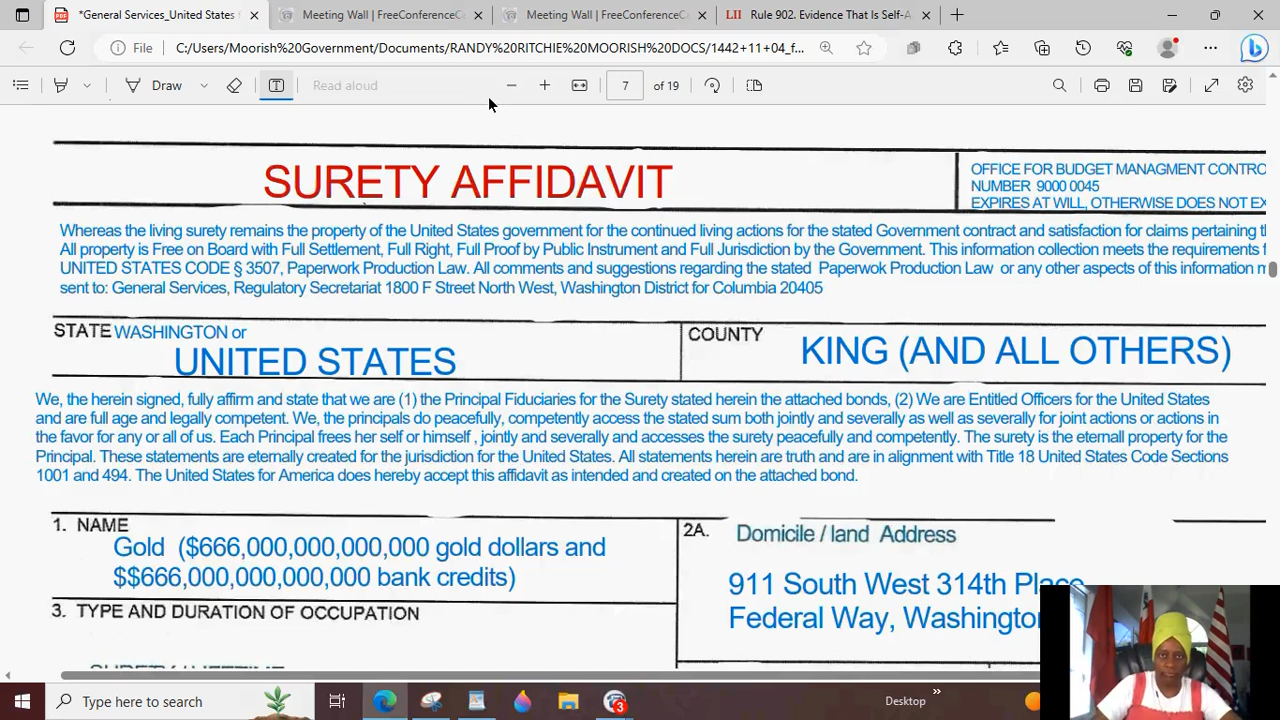 *General Services_United States
Meeting Wall | FreeConferenceCa
Meeting Wall | FreeConferenceCa
LII Rule 902. Evidence That Is Self-A
File
C:/Users/Moorish%20Government/Documents/RANDY%20RITCHIE%20MOORISH%20DOCS/1442+11+04_f...
Draw
T
Read aloud
7 of 19
SURETY AFFIDAVIT
OFFICE FOR BUDGET MANAGMENT CONTRO
NUMBER 9000 0045
EXPIRES AT WILL, OTHERWISE DOES NOT EX
Whereas the living surety remains the property of the United States government for the continued living actions for the stated Government contract and satisfaction for claims pertaining t
All property is Free on Board with Full Settlement, Full Right, Full Proof by Public Instrument and Full Jurisdiction by the Government. This information collection meets the requirements f
UNITED STATES CODE § 3507, Paperwork Production Law. All comments and suggestions regarding the stated Paperwok Production Law or any other aspects of this information m
sent to: General Services, Regulatory Secretariat 1800 F Street North West, Washington District for Columbia 20405
STATE WASHINGTON or
UNITED STATES
COUNTY
KING (AND ALL OTHERS)
We, the herein signed, fully affirm and state that we are (1) the Principal Fiduciaries for the Surety stated herein the attached bonds, (2) We are Entitled Officers for the United States
and are full age and legally competent. We, the principals do peacefully, competently access the stated sum both jointly and severally as well as severally for joint actions or actions in
the favor for any or all of us. Each Principal frees her self or himself , jointly and severally and accesses the surety peacefully and competently. The surety is the eternall property for the
Principal. These statements are eternally created for the jurisdiction for the United States. All statements herein are truth and are in alignment with Title 18 United States Code Sections
1001 and 494. The United States for America does hereby accept this affidavit as intended and created on the attached bond.
1. NAME
Gold ($666,000,000,000,000 gold dollars and
$$666,000,000,000,000 bank credits)
2A. Domicile / land Address
911 South West 314th Place
Federal Way, Washington
3. TYPE AND DURATION OF OCCUPATION
SURETY / LIFETIME
Type here to search
3
Desktop